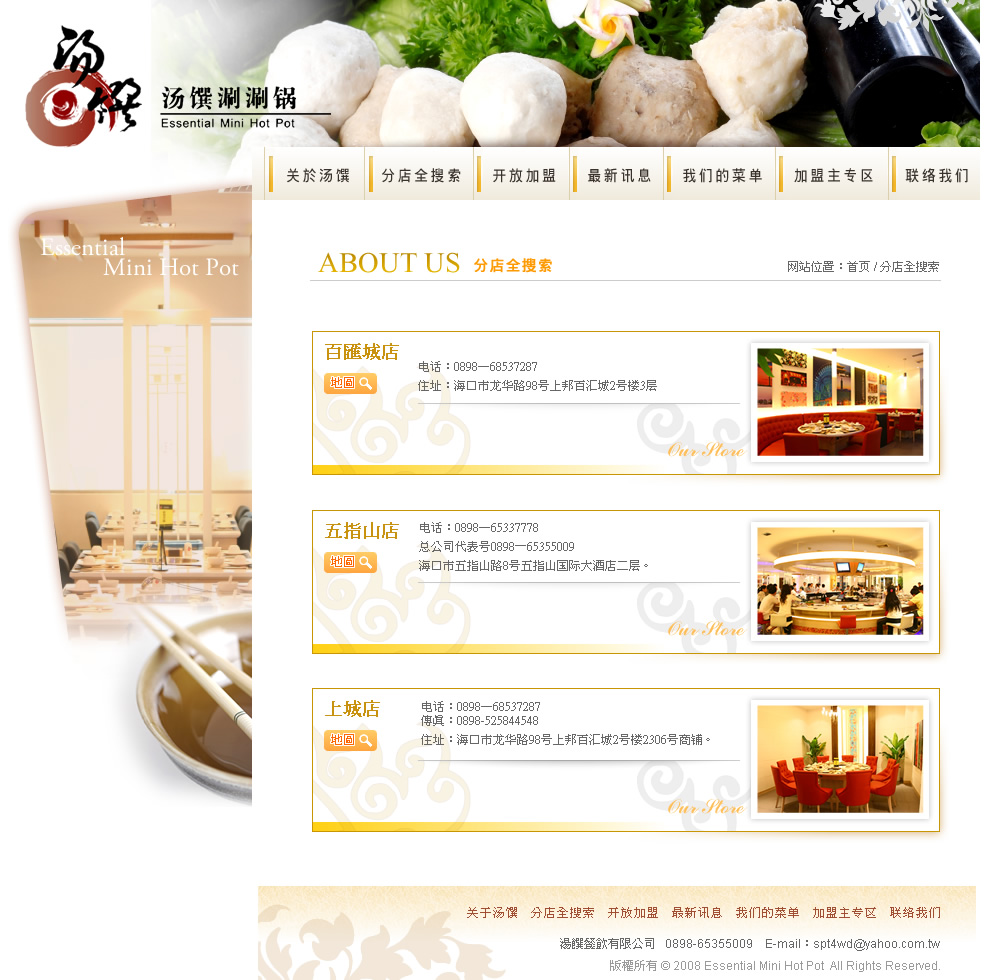 汤馔
汤馔涮涮锅
Essential Mini Hot Pot
关於汤馔 分店全搜索 开放加盟 最新讯息 我们的菜单 加盟主专区 联络我们
Essential
Mini Hot Pot
ABOUT US 分店全搜索
网站位置：首页 / 分店全搜索
百匯城店
地圖
电话：0898—68537287
住址：海口市龙华路98号上邦百汇城2号楼3层
Our Store
五指山店
地圖
电话：0898—65337778
总公司代表号0898—65355009
海口市五指山路8号五指山国际大酒店二层。
Our Store
上城店
地圖
电话：0898—68537287
傳真：0898-525844548
住址：海口市龙华路98号上邦百汇城2号楼2306号商铺。
Our Store
关于汤馔 分店全搜索 开放加盟 最新讯息 我们的菜单 加盟主专区 联络我们
湯饌餐飲有限公司 0898-65355009 E-mail：spt4wd@yahoo.com.tw
版權所有 © 2008 Essential Mini Hot Pot All Rights Reserved.